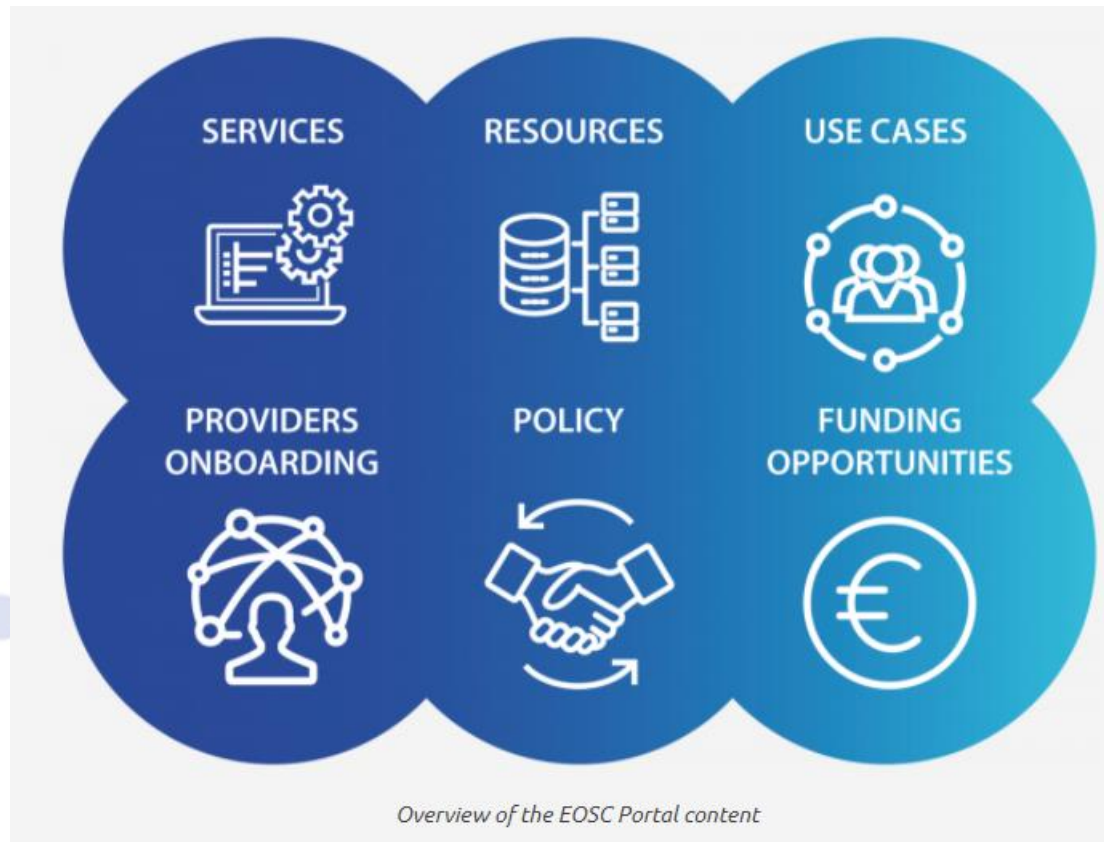 SERVICES
RESOURCES
USE CASES
PROVIDERS
ONBOARDING
POLICY
FUNDING
OPPORTUNITIES
Overview of the EOSC Portal content